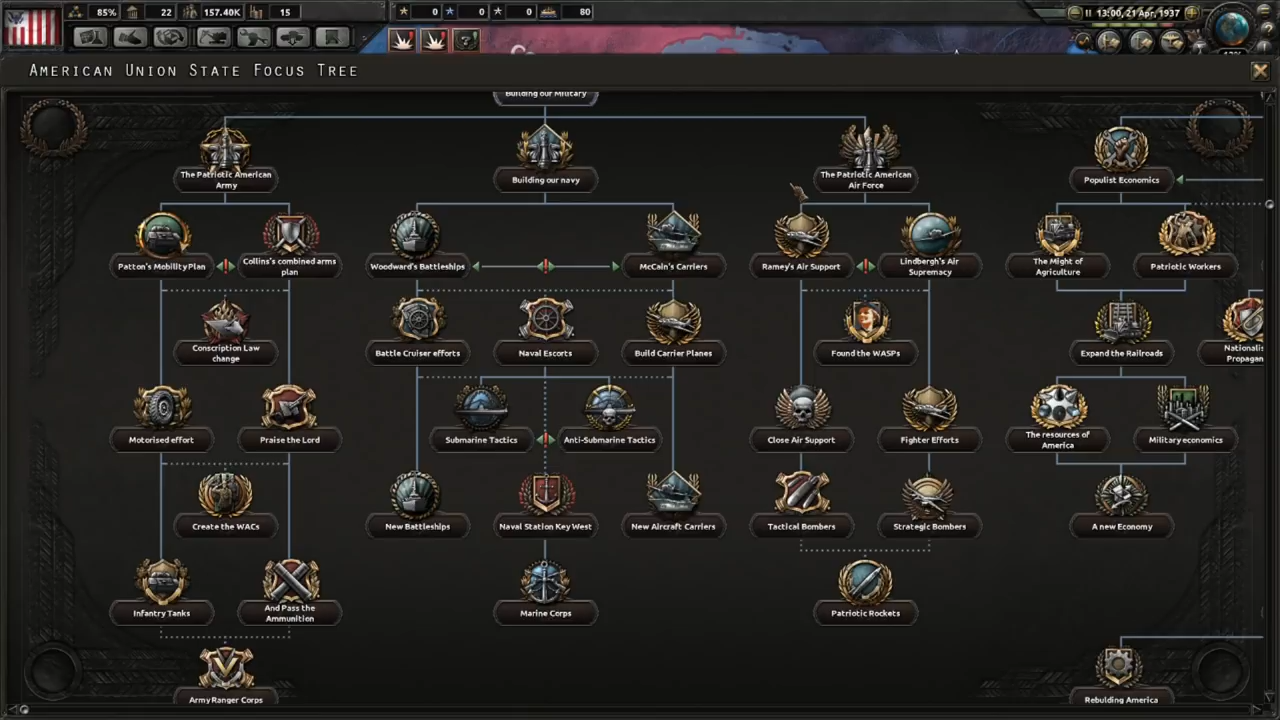 85%
22
157.40K
15
0
0
0
80
13:00, 21 Apr, 1937
American Union State Focus Tree
Building our Military
The Patriotic American
Army
Building our navy
The Patriotic American
Air Force
Populist Economics
Patton's Mobility Plan
Collins's combined arms
plan
Woodward's Battleships
McCain's Carriers
Ramey's Air Support
Lindbergh's Air
Supremacy
The Might of
Agriculture
Patriotic Workers
Conscription Law
change
Battle Cruiser efforts
Naval Escorts
Build Carrier Planes
Found the WASPs
Expand the Railroads
Nationalis
Propagan
Motorised effort
Praise the Lord
Submarine Tactics
Anti-Submarine Tactics
Close Air Support
Fighter Efforts
The resources of
America
Military economics
Create the WACs
New Battleships
Naval Station Key West
New Aircraft Carriers
Tactical Bombers
Strategic Bombers
A new Economy
Infantry Tanks
And Pass the
Ammunition
Marine Corps
Patriotic Rockets
Army Ranger Corps
Rebuilding America